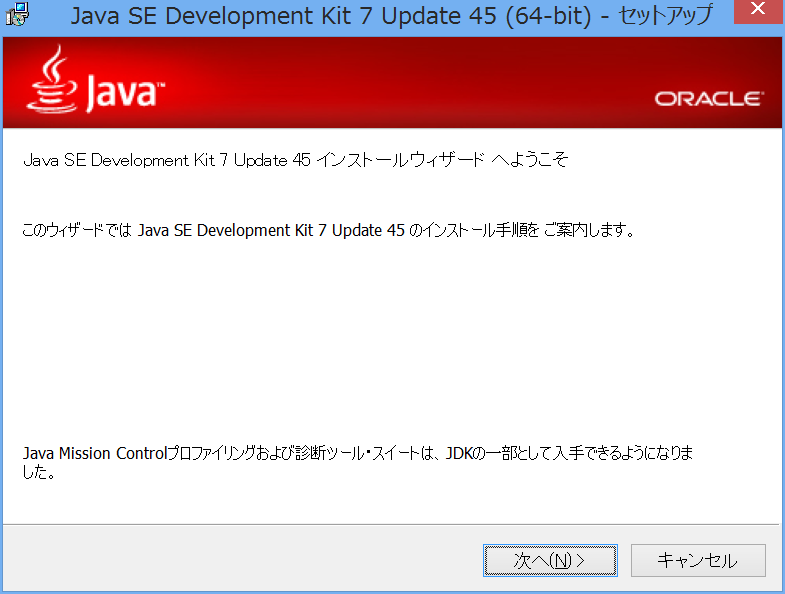 Java SE Development Kit 7 Update 45 (64-bit) - セットアップ
Java™
ORACLE®
Java SE Development Kit 7 Update 45 インストールウィザード へようこそ
このウィザードでは Java SE Development Kit 7 Update 45 のインストール手順を ご案内します。
Java Mission Controlプロファイリングおよび診断ツール・スイートは、JDKの一部として入手できるようになりま
した。
次へ(N) >
キャンセル